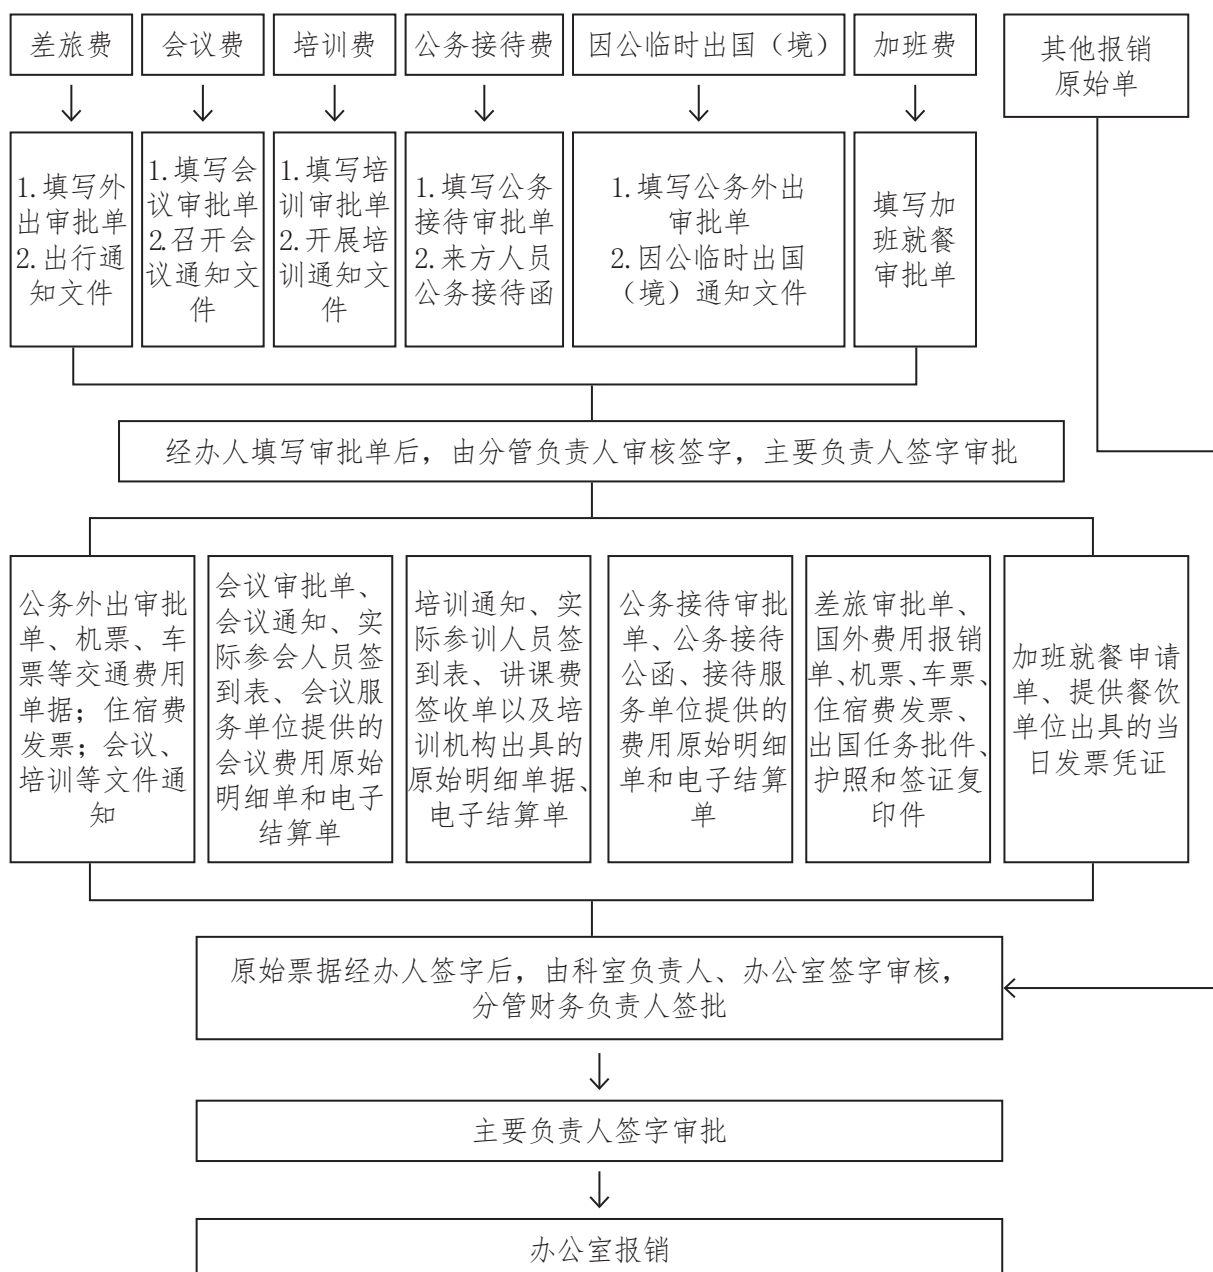 差旅费
会议费
培训费
公务接待费
因公临时出国（境）
加班费
其他报销
原始单
1.填写外
出审批单
2.出行通
知文件
1.填写会
议审批单
2.召开会
议通知文
件
1.填写培
训审批单
2.开展培
训通知文
件
1.填写公务
接待审批单
2.来方人员
公务接待函
1.填写公务外出
审批单
2.因公临时出国
（境）通知文件
填写加
班就餐
审批单
经办人填写审批单后，由分管负责人审核签字，主要负责人签字审批
公务外出审批
单、机票、车
票等交通费用
单据；住宿费
发票；会议、
培训等文件通
知
会议审批单、
会议通知、实
际参会人员签
到表、会议服
务单位提供的
会议费用原始
明细单和电子
结算单
培训通知、实
际参训人员签
到表、讲课费
签收单以及培
训机构出具的
原始明细单据、
电子结算单
公务接待审批
单、公务接待
公函、接待服
务单位提供的
费用原始明细
单和电子结算
单
差旅审批单、
国外费用报销
单、机票、车票、
住宿费发票、
出国任务批件、
护照和签证复
印件
加班就餐申请
单、提供餐饮
单位出具的当
日发票凭证
原始票据经办人签字后，由科室负责人、办公室签字审核，
分管财务负责人签批
主要负责人签字审批
办公室报销